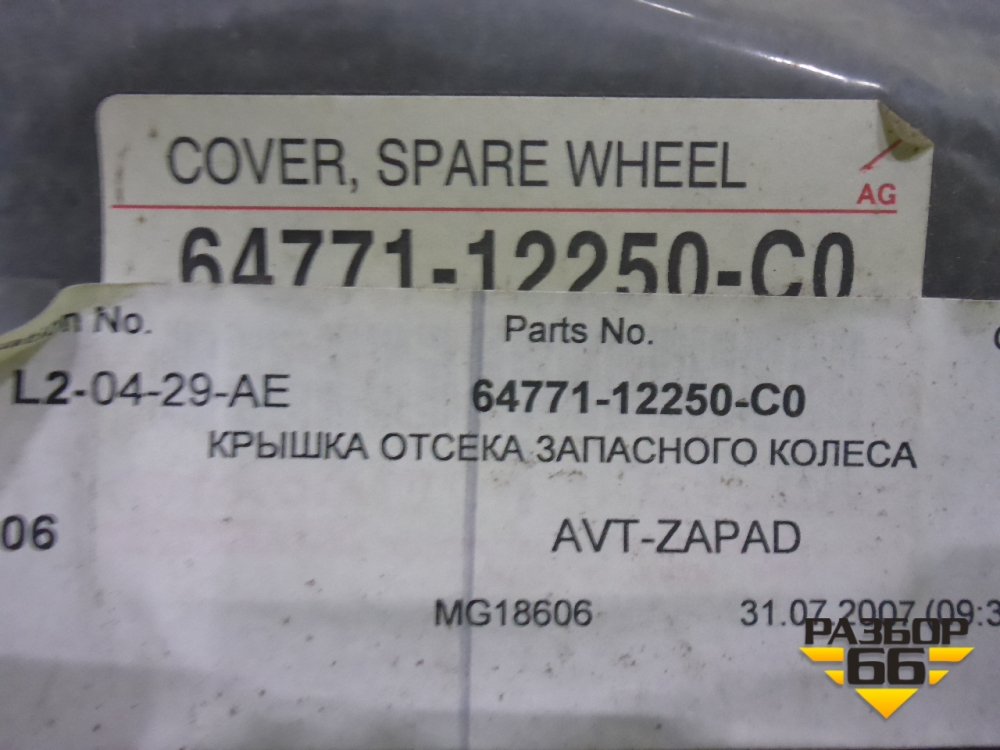 COVER, SPARE WHEEL
AG
64771-12250-C0
No.
Parts No.
L2-04-29-AE
64771-12250-C0
КРЫШКА ОТСЕКА ЗАПАСНОГО КОЛЕСА
06
AVT-ZAPAD
MG18606
31.07.2007 (09:3
РАЗБОР
66